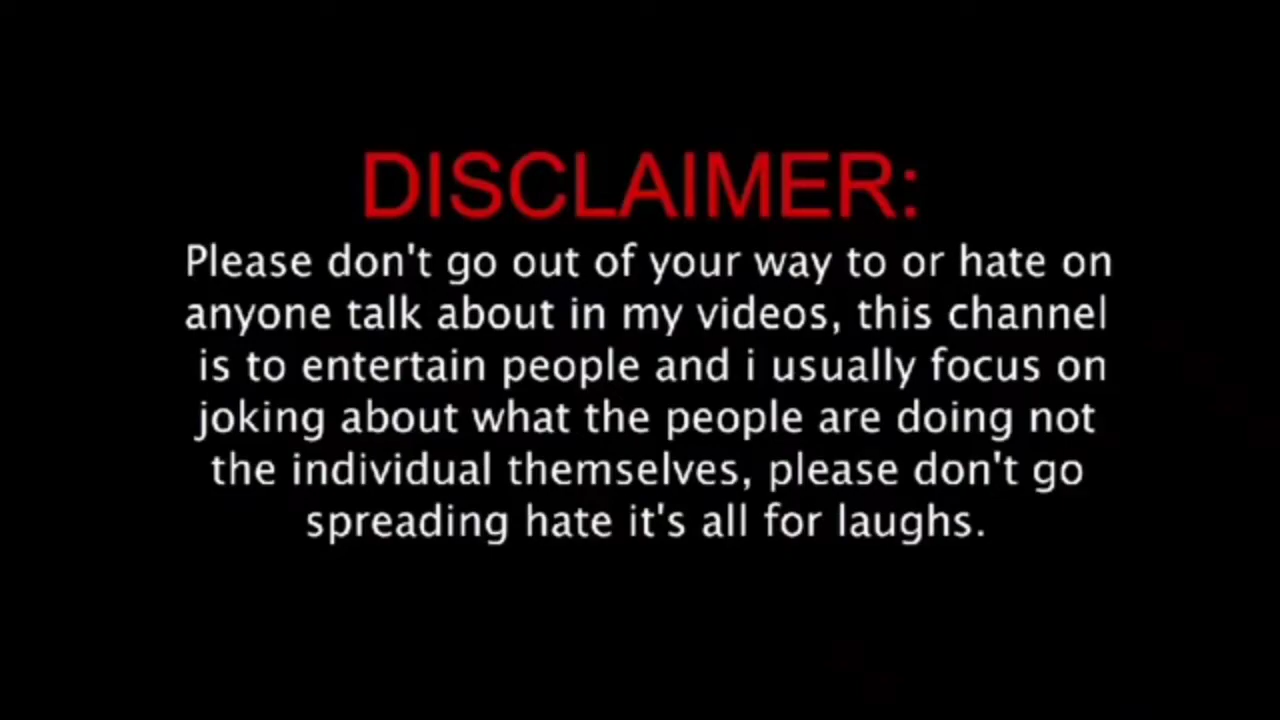 DISCLAIMER:
Please don't go out of your way to or hate on
anyone talk about in my videos, this channel
is to entertain people and i usually focus on
joking about what the people are doing not
the individual themselves, please don't go
spreading hate it's all for laughs.